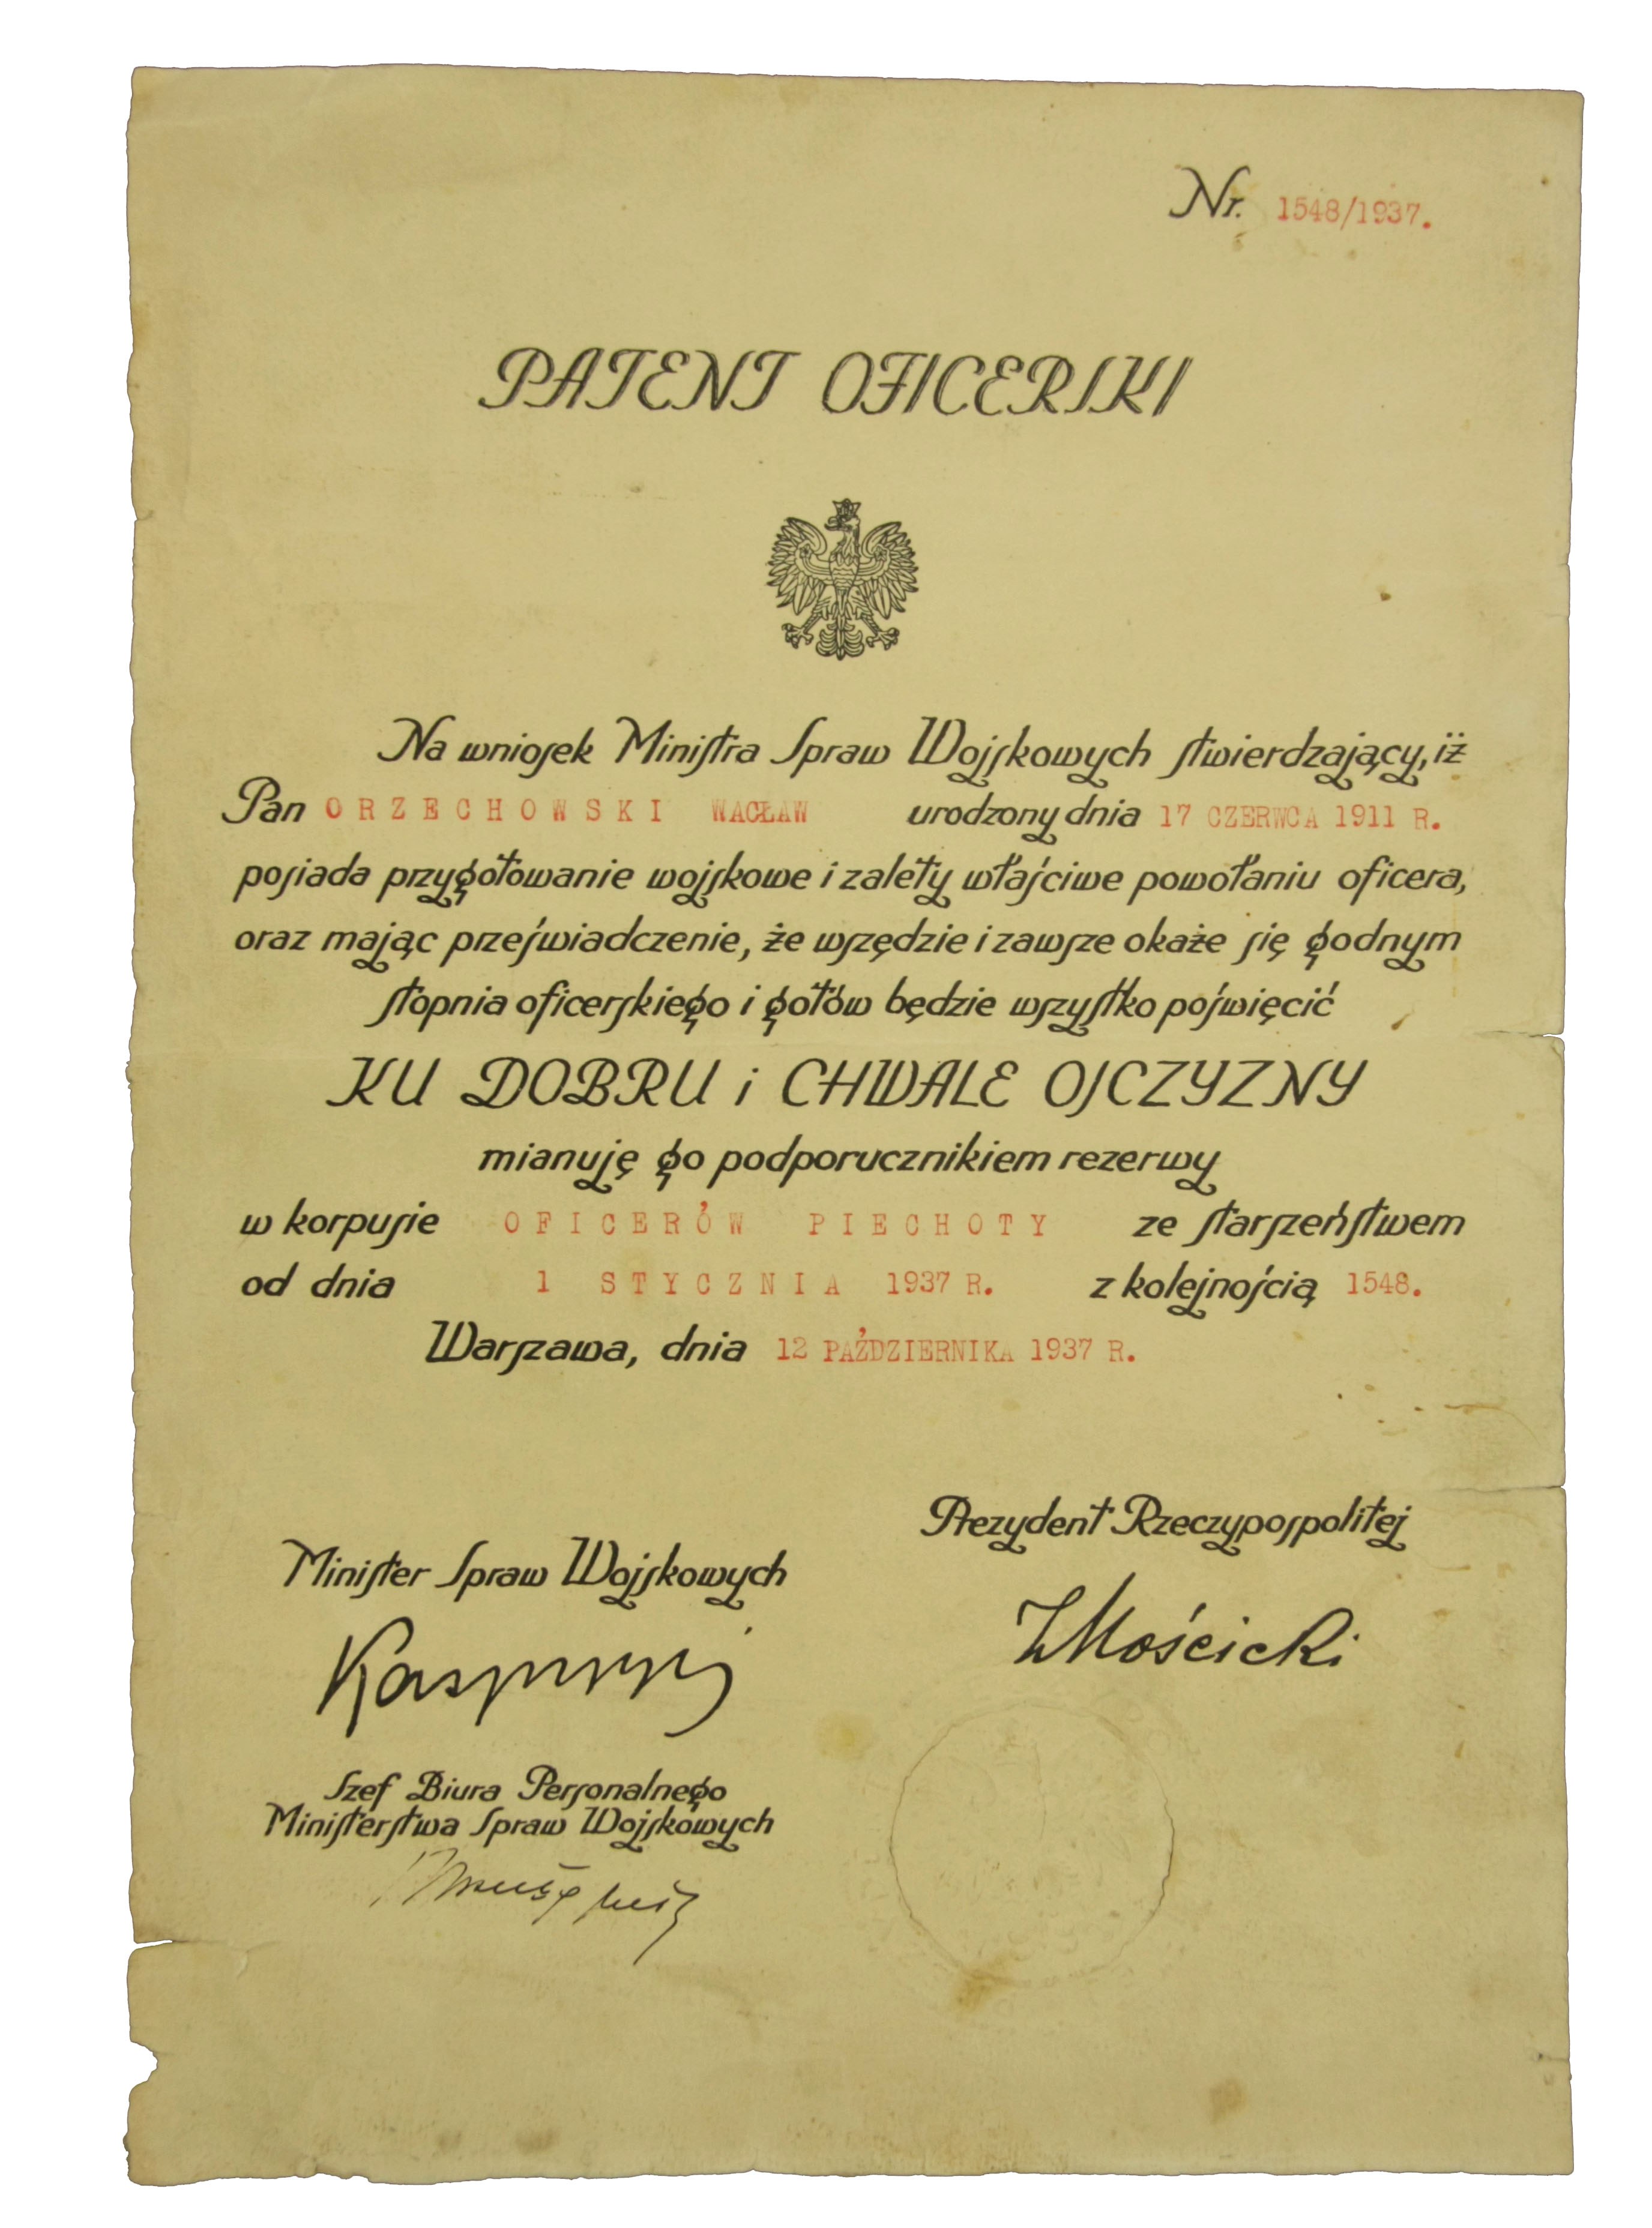 Nr. 1548/1937.
PATENT OFICERSKI
Na wniosek Ministra Spraw Wojskowych stwierdzający, iż
Pan ORZECHOWSKI WACŁAW urodzony dnia 17 CZERWCA 1911 R.
posiada przygotowanie wojskowe i zalety właściwe powołaniu oficera,
oraz mając przeświadczenie, że wszędzie i zawsze okaże się godnym
stopnia oficerskiego i gotów będzie wszystko poświęcić
KU DOBRU i CHWALE OJCZYZNY
mianuję go podporucznikiem rezerwy
w korpusie OFICERÓW PIECHOTY ze starszeństwem
od dnia 1 STYCZNIA 1937 R. z kolejnością 1548.
Warszawa, dnia 12 PAŹDZIERNIKA 1937 R.
Prezydent Rzeczypospolitej
IMościcki
Minister Spraw Wojskowych
Kasprzycki
Szef Biura Personalnego
Ministerstwa Spraw Wojskowych